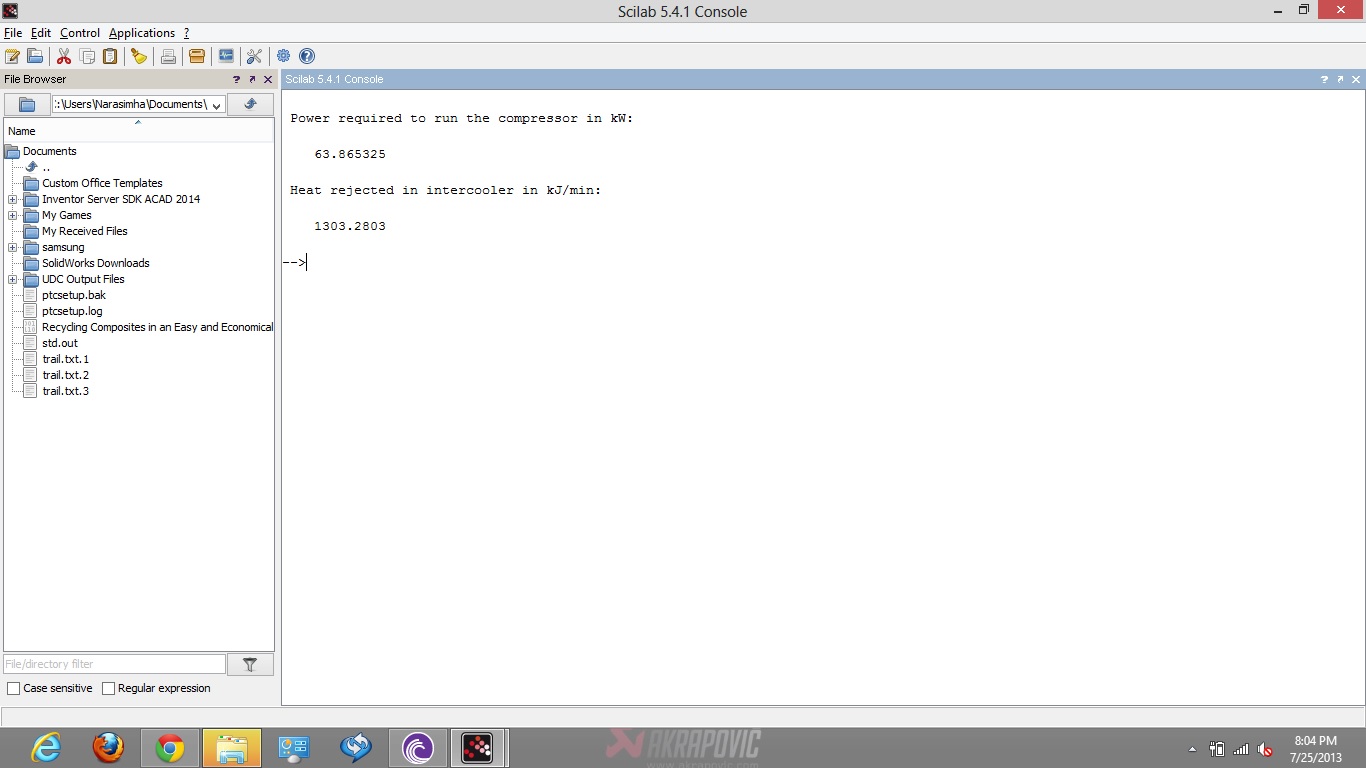 Scilab 5.4.1 Console
File Edit Control Applications ?
File Browser
Scilab 5.4.1 Console
:\Users\Narasimha\Documents\
Name
Documents
..
Custom Office Templates
Inventor Server SDK ACAD 2014
My Games
My Received Files
samsung
SolidWorks Downloads
UDC Output Files
ptcsetup.bak
ptcsetup.log
Recycling Composites in an Easy and Economical
std.out
trail.txt.1
trail.txt.2
trail.txt.3
Power required to run the compressor in kW:
63.865325
Heat rejected in intercooler in kJ/min:
1303.2803
-->
File/directory filter
Case sensitive Regular expression
AKRAPOVIC
www.akrapovic.com
8:04 PM
7/25/2013